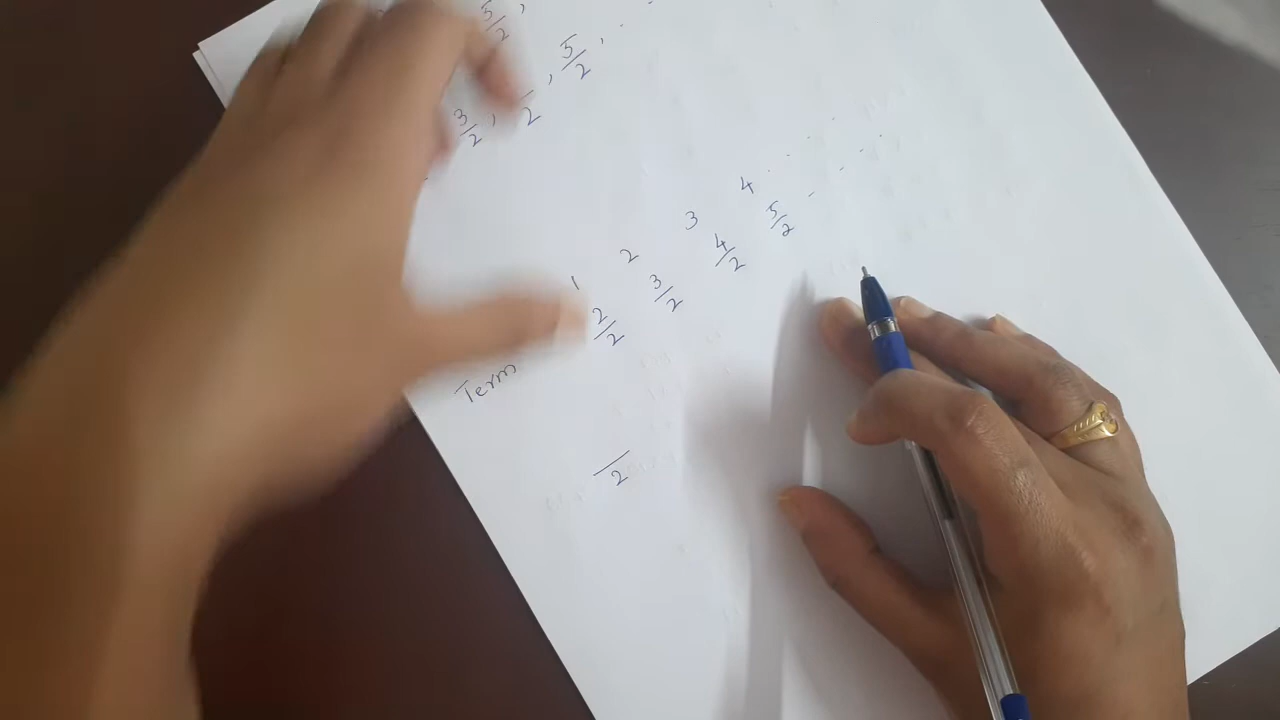 5/2,
3/2, /2, 5/2, . .
1 2 3 4 . . .
Term 2/2 3/2 4/2 5/2 - - - -
/2